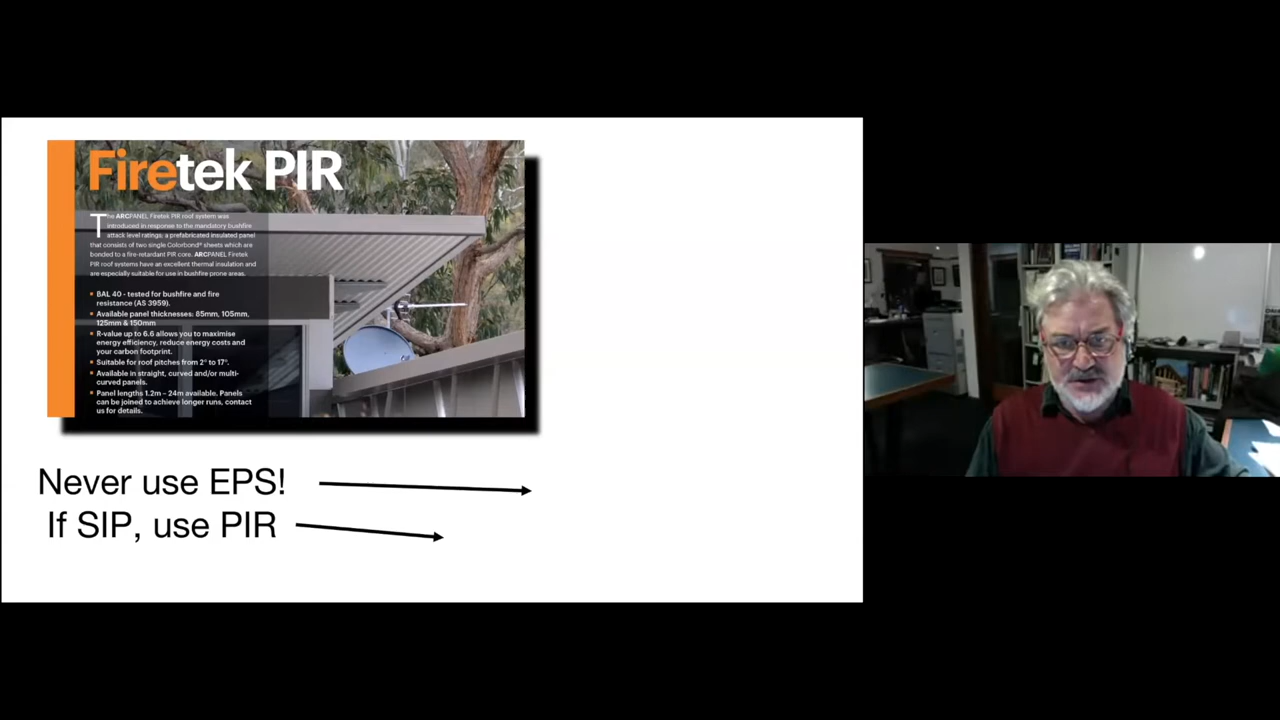 Firetek PIR
The ARCPANEL Firetek PIR roof system was
introduced in response to the mandatory bushfire
attack level ratings; a prefabricated insulated panel
that consists of two single Colorbond® sheets which are
bonded to a fire-retardant PIR core. ARCPANEL Firetek
PIR roof systems have an excellent thermal insulation and
are especially suitable for use in bushfire prone areas.
BAL 40 - tested for bushfire and fire
resistance (AS 3959).
Available panel thicknesses: 85mm, 105mm,
125mm & 150mm
R-value up to 6.6 allows you to maximise
energy efficiency, reduce energy costs and
your carbon footprint.
Suitable for roof pitches from 2° to 17°.
Available in straight, curved and/or multi-
curved panels.
Panel lengths 1.2m – 24m available. Panels
can be joined to achieve longer runs, contact
us for details.
Never use EPS!
If SIP, use PIR